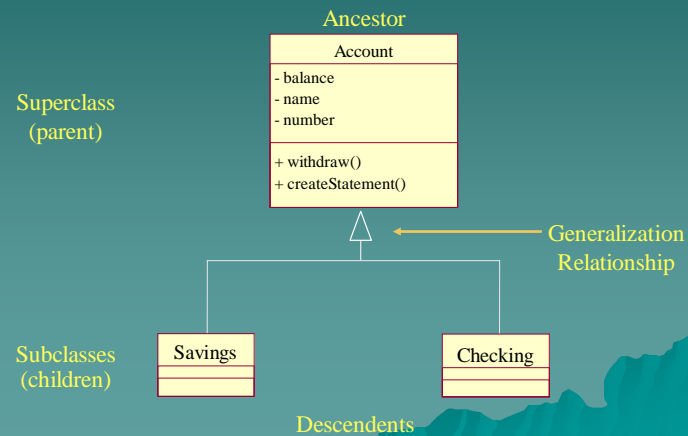 Ancestor
Account
- balance
- name
- number
+ withdraw()
+ createStatement()
Superclass
(parent)
Generalization
Relationship
Subclasses
(children)
Savings
Checking
Descendents